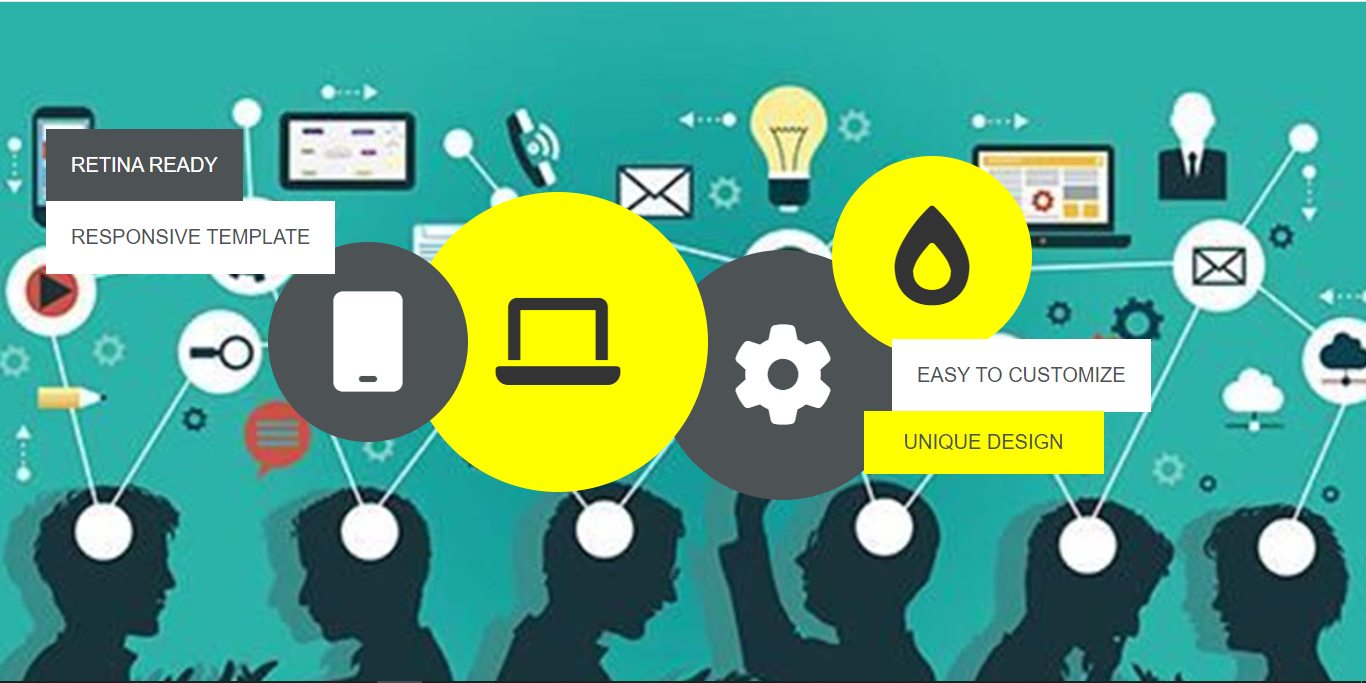 RETINA READY
RESPONSIVE TEMPLATE
EASY TO CUSTOMIZE
UNIQUE DESIGN